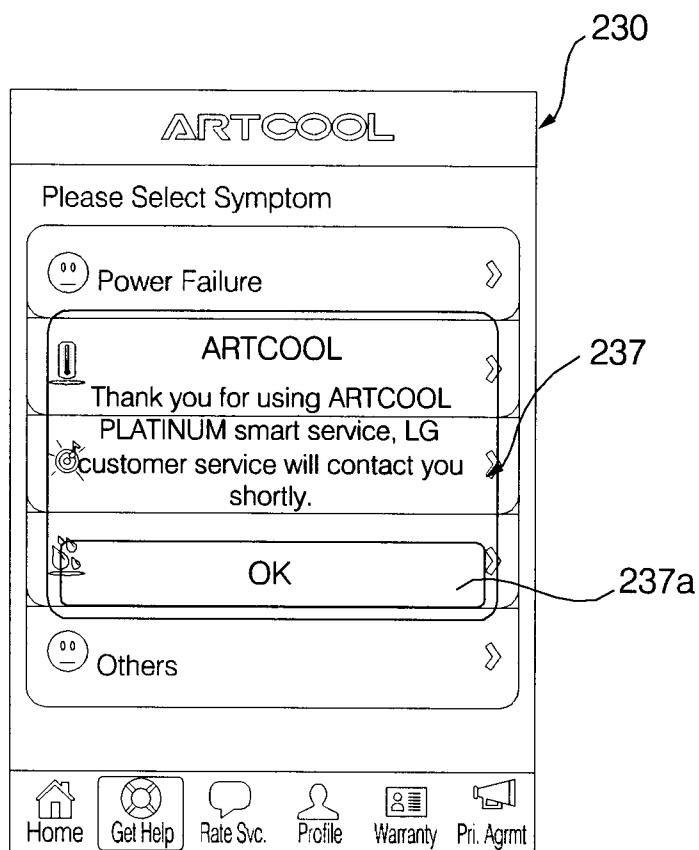 230
ARTCOOL
Please Select Symptom
Power Failure
ARTCOOL
237
Thank you for using ARTCOOL
PLATINUM smart service, LG
customer service will contact you
shortly.
OK
237a
Others
Home Get Help Rate Svc. Profile Warranty Pri. Agrmt